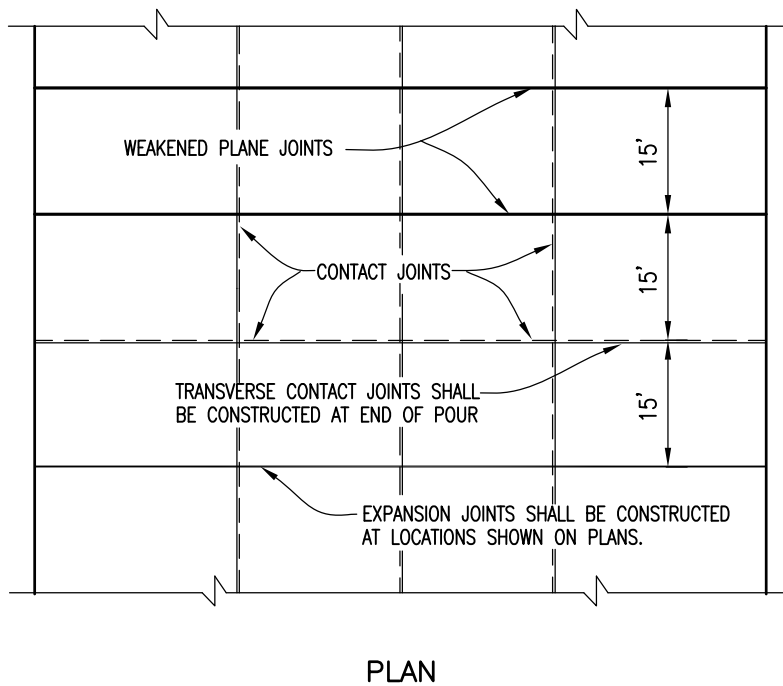 WEAKENED PLANE JOINTS
15'
CONTACT JOINTS
15'
TRANSVERSE CONTACT JOINTS SHALL
BE CONSTRUCTED AT END OF POUR
15'
EXPANSION JOINTS SHALL BE CONSTRUCTED
AT LOCATIONS SHOWN ON PLANS.
PLAN